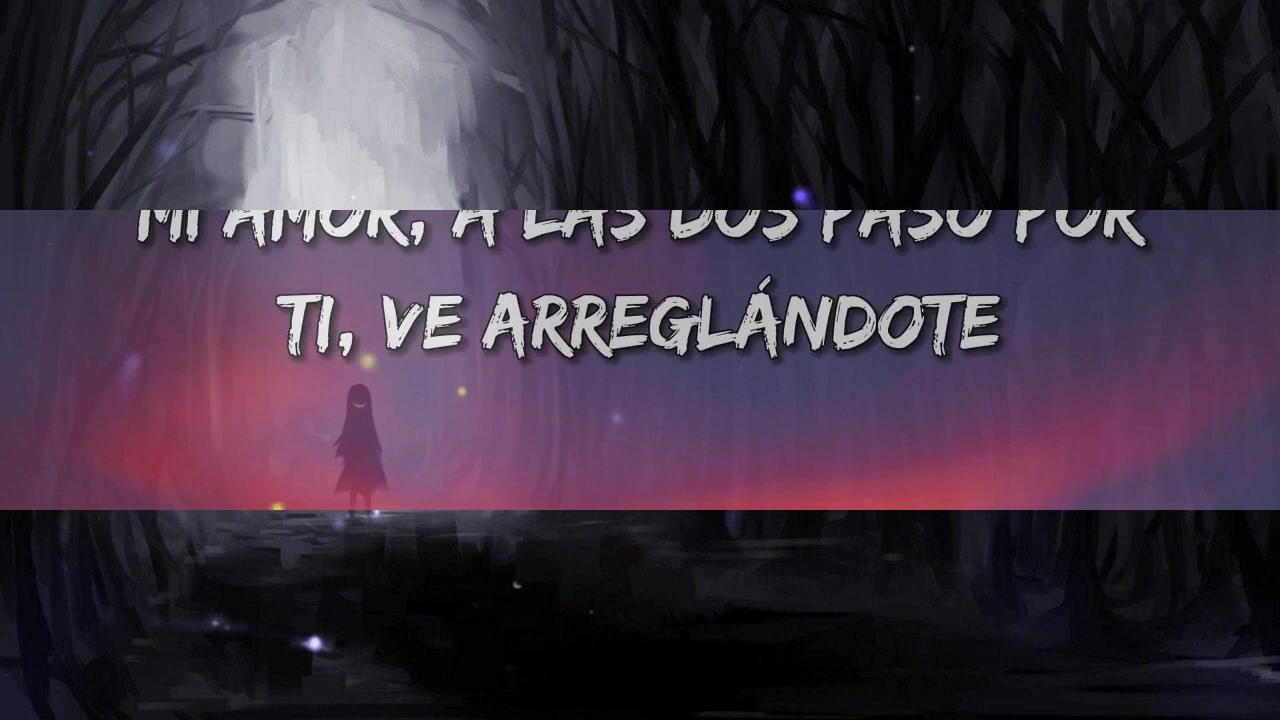 MI AMOR, A LAS DOS PASO POR
TI, VE ARREGLÁNDOTE